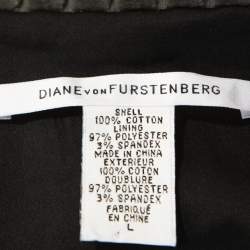 DIANE VON FURSTENBERG
SHELL
100% COTTON
LINING
97% POLYESTER
3% SPANDEX
MADE IN CHINA
EXTERIEUR
100% COTON
DOUBLURE
97% POLYESTER
3% SPANDEX
FABRIQUÉ
EN CHINE
L